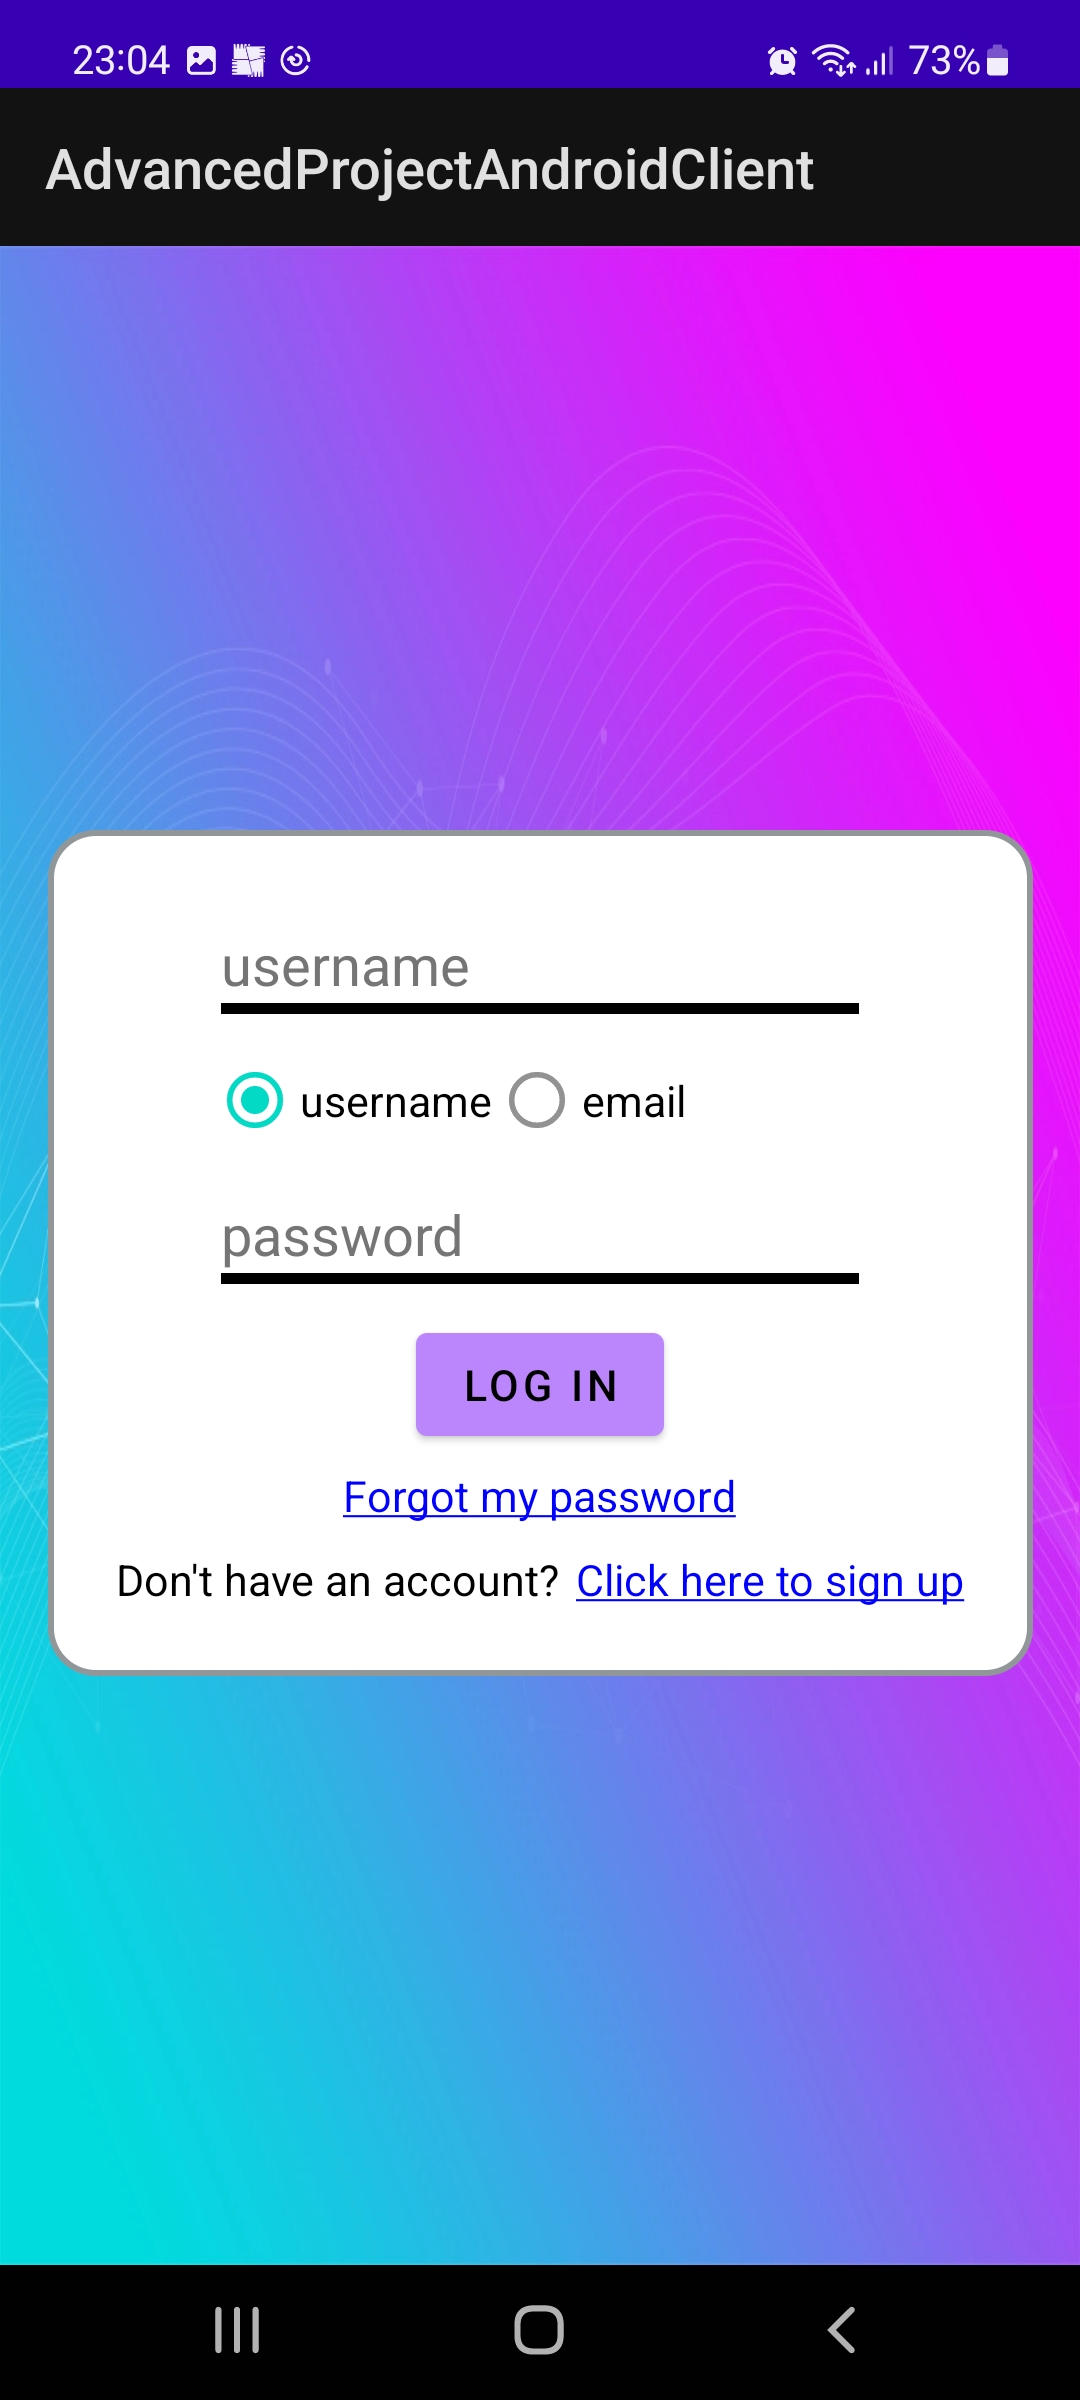 23:04 73%
AdvancedProjectAndroidClient
username
username email
password
LOG IN
Forgot my password
Don't have an account? Click here to sign up